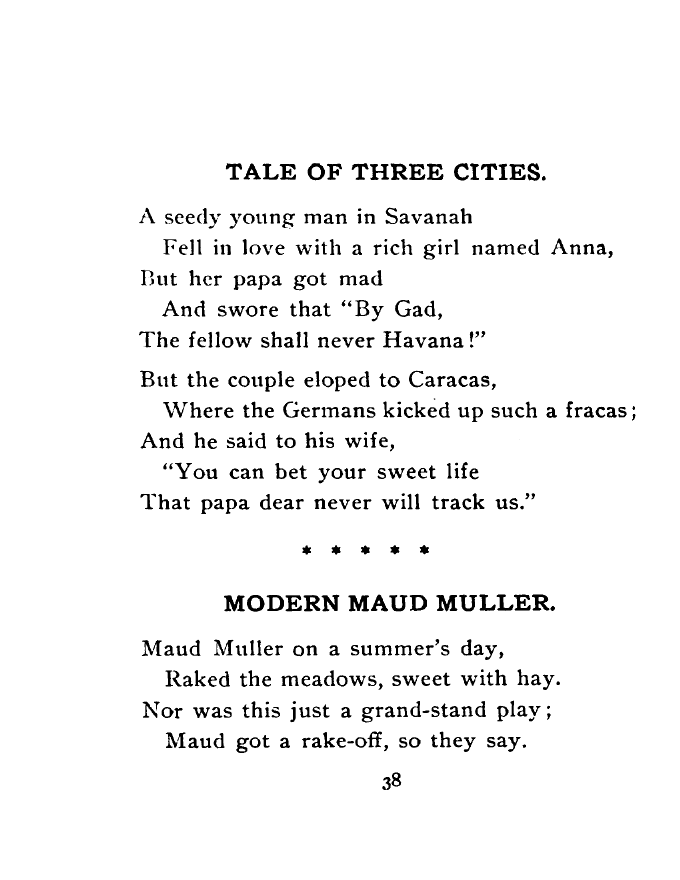 TALE OF THREE CITIES.
A seedy young man in Savanah
Fell in love with a rich girl named Anna,
But her papa got mad
And swore that “By Gad,
The fellow shall never Havana!”
But the couple eloped to Caracas,
Where the Germans kicked up such a fracas;
And he said to his wife,
“You can bet your sweet life
That papa dear never will track us.”
* * * * *
MODERN MAUD MULLER.
Maud Muller on a summer’s day,
Raked the meadows, sweet with hay.
Nor was this just a grand-stand play;
Maud got a rake-off, so they say.
38